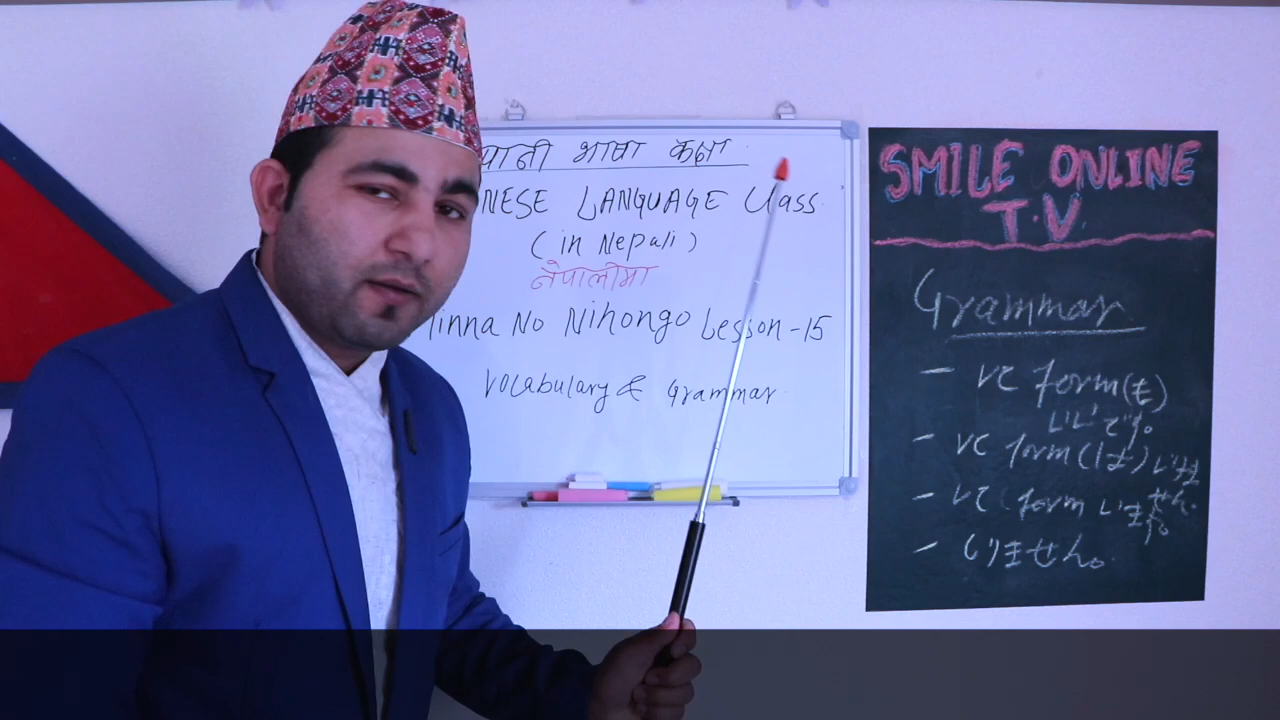 पानी भाषा कक्षा
NESE LANGUAGE Class
(in Nepali)
नेपालीमा
inna No Nihongo Lesson-15
Vocabulary & Grammar
SMILE ONLINE
T.V.
Grammar
- Vて form(も)
いいです。
- Vて form(は)いけ
ません。
- Vて form います。
- しりません。